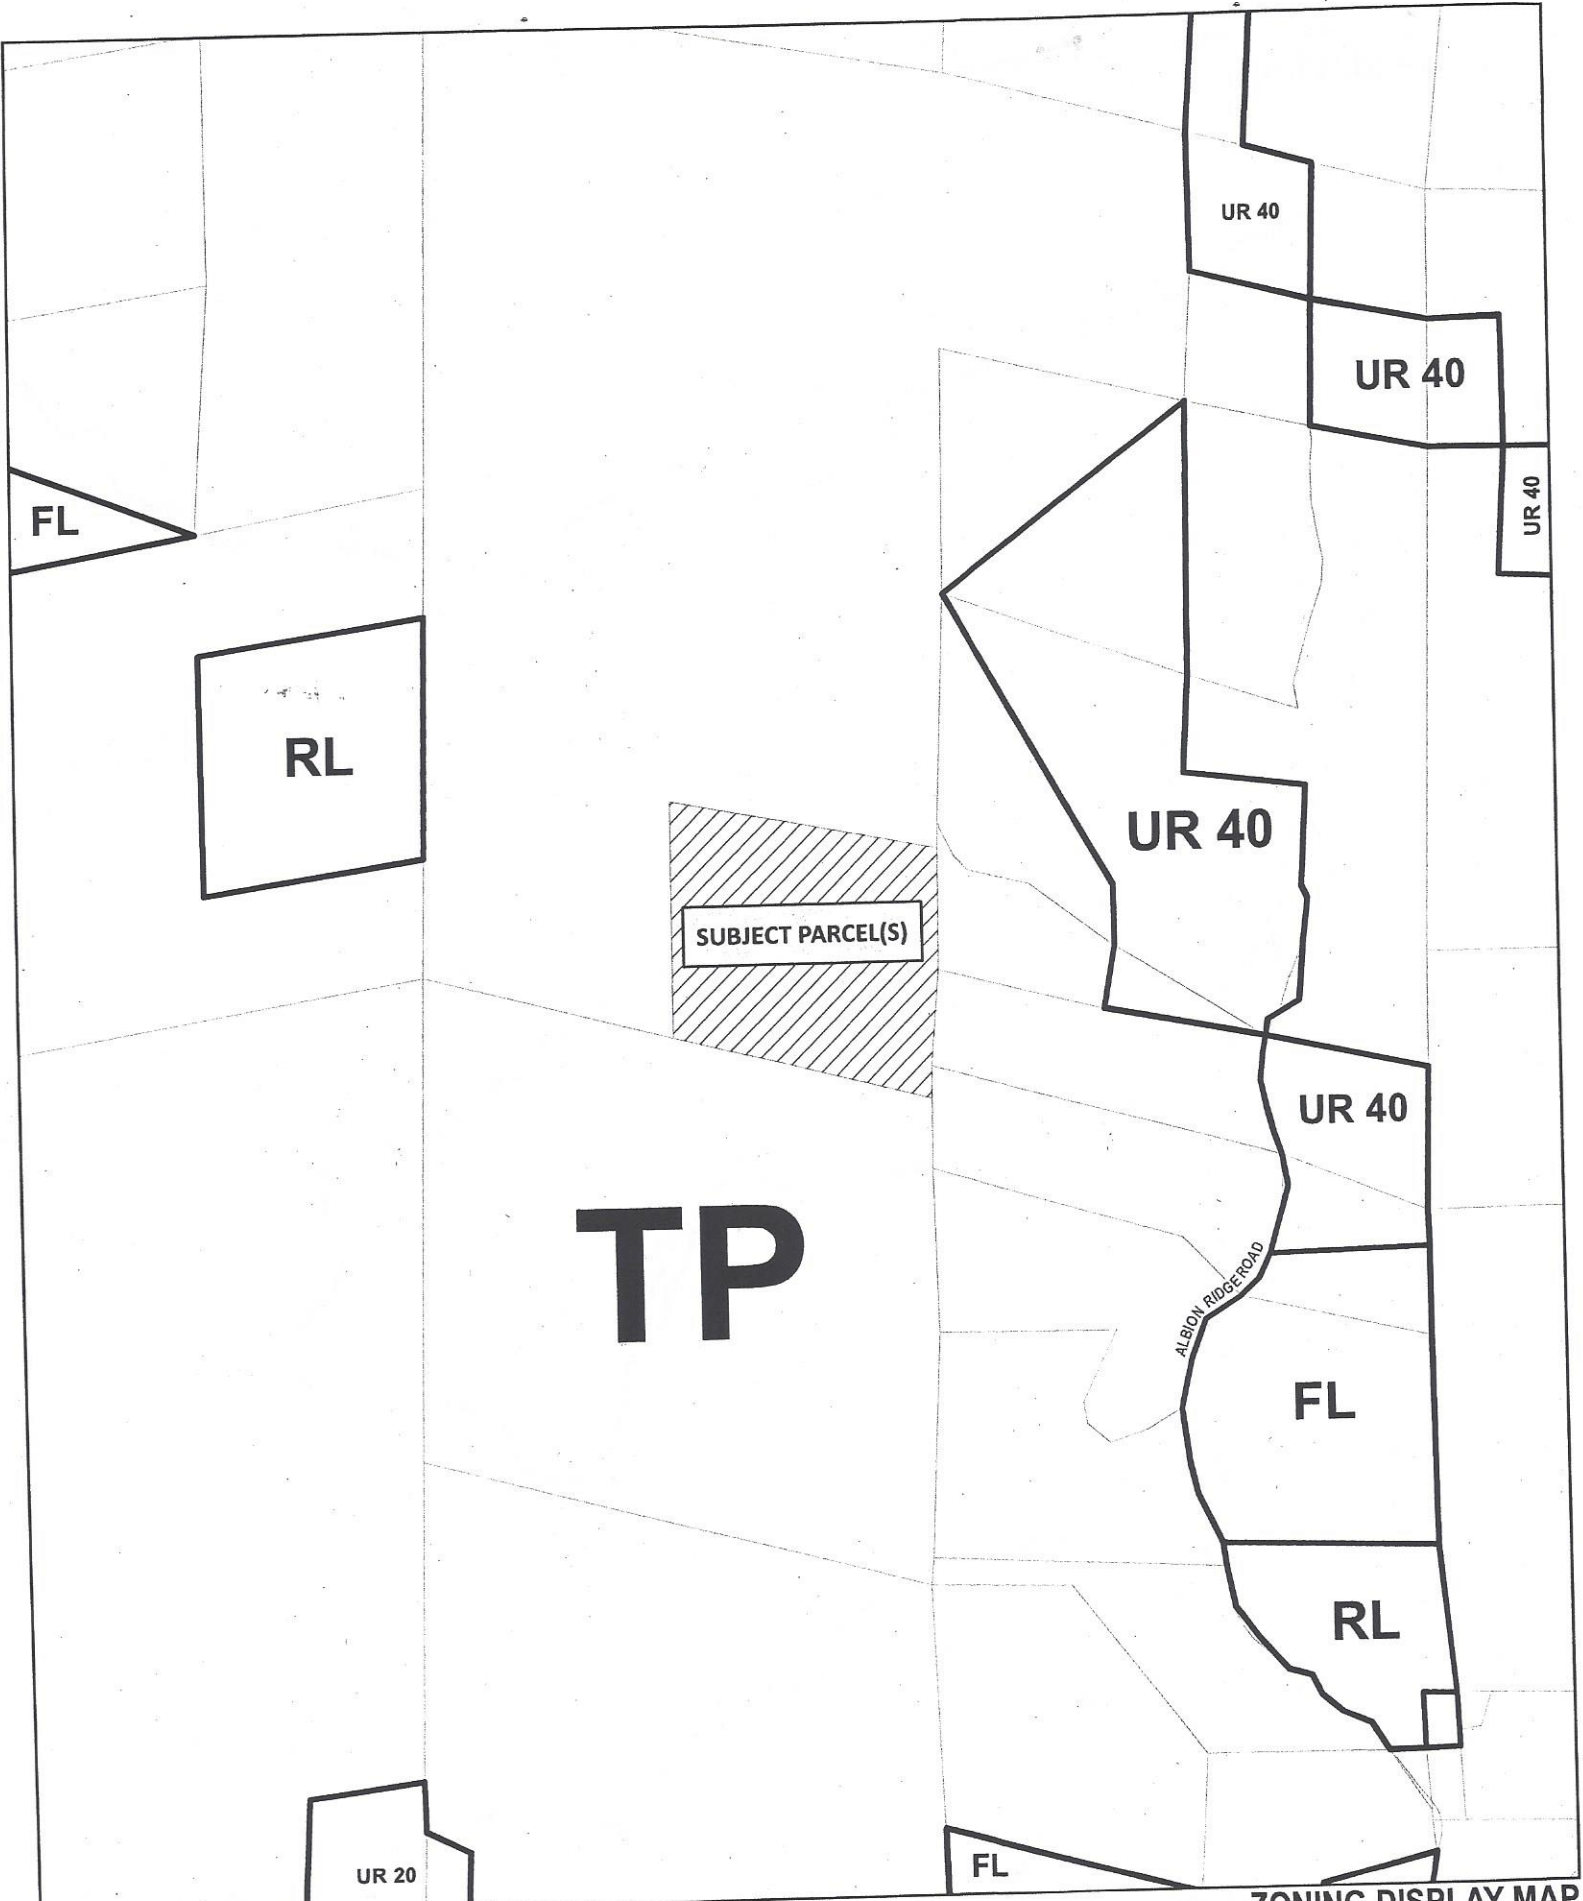 UR 40
UR 40
UR 40
FL
RL
UR 40
SUBJECT PARCEL(S)
UR 40
TP
ALBION RIDGE ROAD
FL
RL
UR 20
FL
ZONING DISPLAY MAP